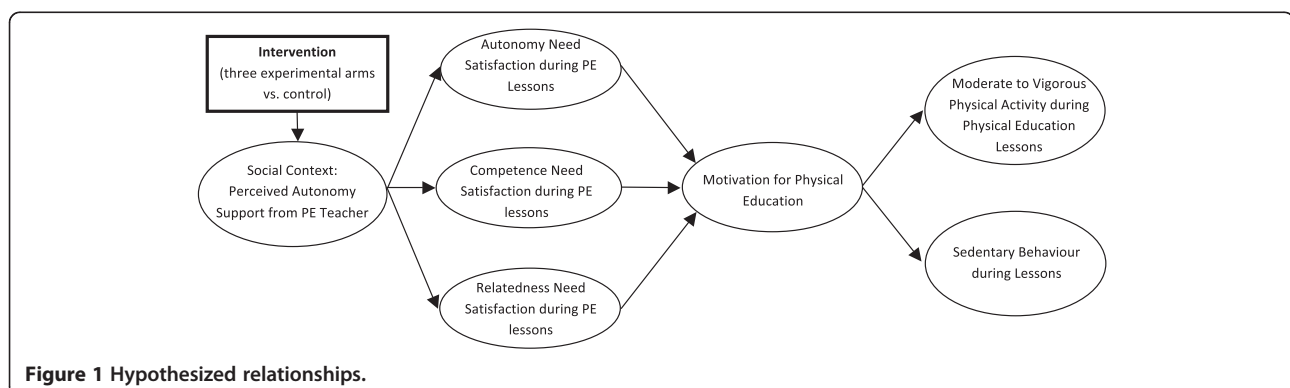 Intervention
(three experimental arms
vs. control)
Social Context:
Perceived Autonomy
Support from PE Teacher
Autonomy Need
Satisfaction during PE
Lessons
Competence Need
Satisfaction during PE
lessons
Relatedness Need
Satisfaction during PE
lessons
Motivation for Physical
Education
Moderate to Vigorous
Physical Activity during
Physical Education
Lessons
Sedentary Behaviour
during Lessons
Figure 1 Hypothesized relationships.